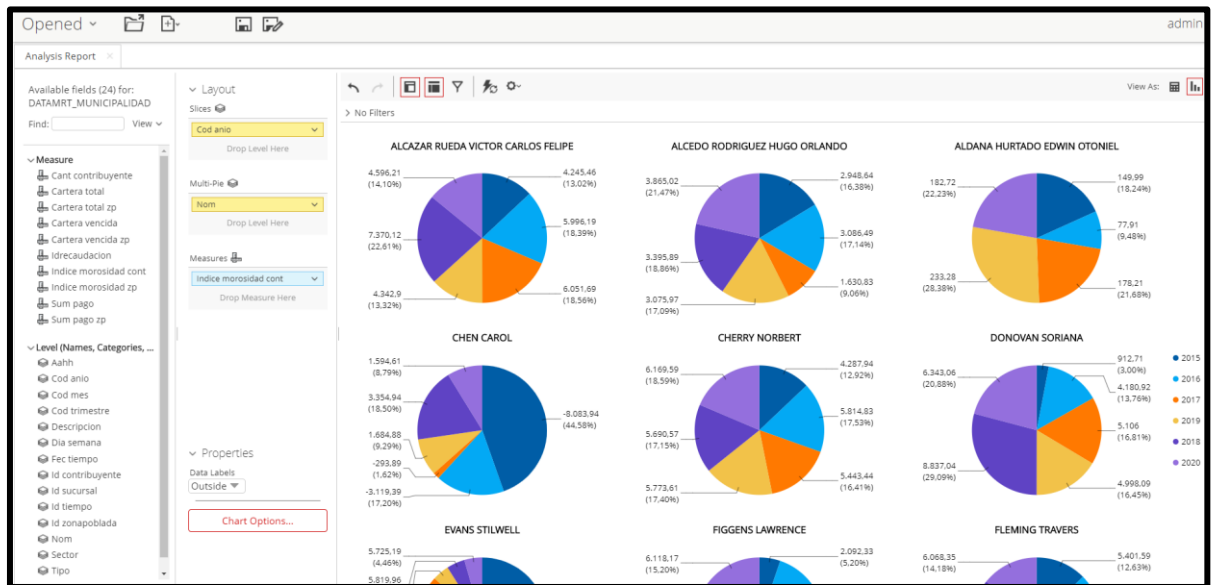 Opened
admin
Analysis Report
Available fields (24) for:
DATAMRT_MUNICIPALIDAD
Find:
View
Measure
Cant contribuyente
Cartera total
Cartera total zp
Cartera vencida
Cartera vencida zp
Idrecaudacion
Indice morosidad cont
Indice morosidad zp
Sum pago
Sum pago zp
Level (Names, Categories, ...
Aahh
Cod anio
Cod mes
Cod trimestre
Descripcion
Dia semana
Fec tiempo
Id contribuyente
Id sucursal
Id tiempo
Id zonapoblada
Nom
Sector
Tipo
Layout
Slices
Cod anio
Drop Level Here
Multi-Pie
Nom
Drop Level Here
Measures
Indice morosidad cont
Drop Measure Here
Properties
Data Labels
Outside
Chart Options...
View As:
No Filters
ALCAZAR RUEDA VICTOR CARLOS FELIPE
4.596,21
(14,10%)
4.245.46
(13.02%)
5.996,19
(18,39%)
7.370,12
(22,61%)
4.342,9
(13,32%)
6.051.69
(18,56%)
ALCEDO RODRIGUEZ HUGO ORLANDO
3.865,02
(21,47%)
2.948.64
(16,38%)
3.086,49
(17,14%)
3.395,89
(18,86%)
1.630,83
(9,06%)
3.075,97
(17,09%)
ALDANA HURTADO EDWIN OTONIEL
182,72
(22,23%)
149,99
(18,24%)
77,91
(9,48%)
233,28
(28,38%)
178,21
(21,68%)
CHEN CAROL
1.594,61
(8,79%)
3.354,94
(18,50%)
-8.083,94
(44,58%)
1.684,88
(9,29%)
-293,89
(1,62%)
-3.119,39
(17,20%)
CHERRY NORBERT
6.169,59
(18,59%)
4.287,94
(12,92%)
5.814,83
(17,53%)
5.690,57
(17,15%)
5.773,61
(17,40%)
5.443,44
(16,41%)
DONOVAN SORIANA
6.343,06
(20,88%)
912,71
(3,00%)
4.180,92
(13,76%)
5.106
(16,81%)
8.837,04
(29,09%)
4.998,09
(16,45%)
2015
2016
2017
2019
2018
2020
EVANS STILWELL
5.725,19
(4,46%)
5.819,96
FIGGENS LAWRENCE
6.118,17
(15,20%)
2.092,33
(5,20%)
FLEMING TRAVERS
6.068,35
(14,18%)
5.401,59
(12,63%)